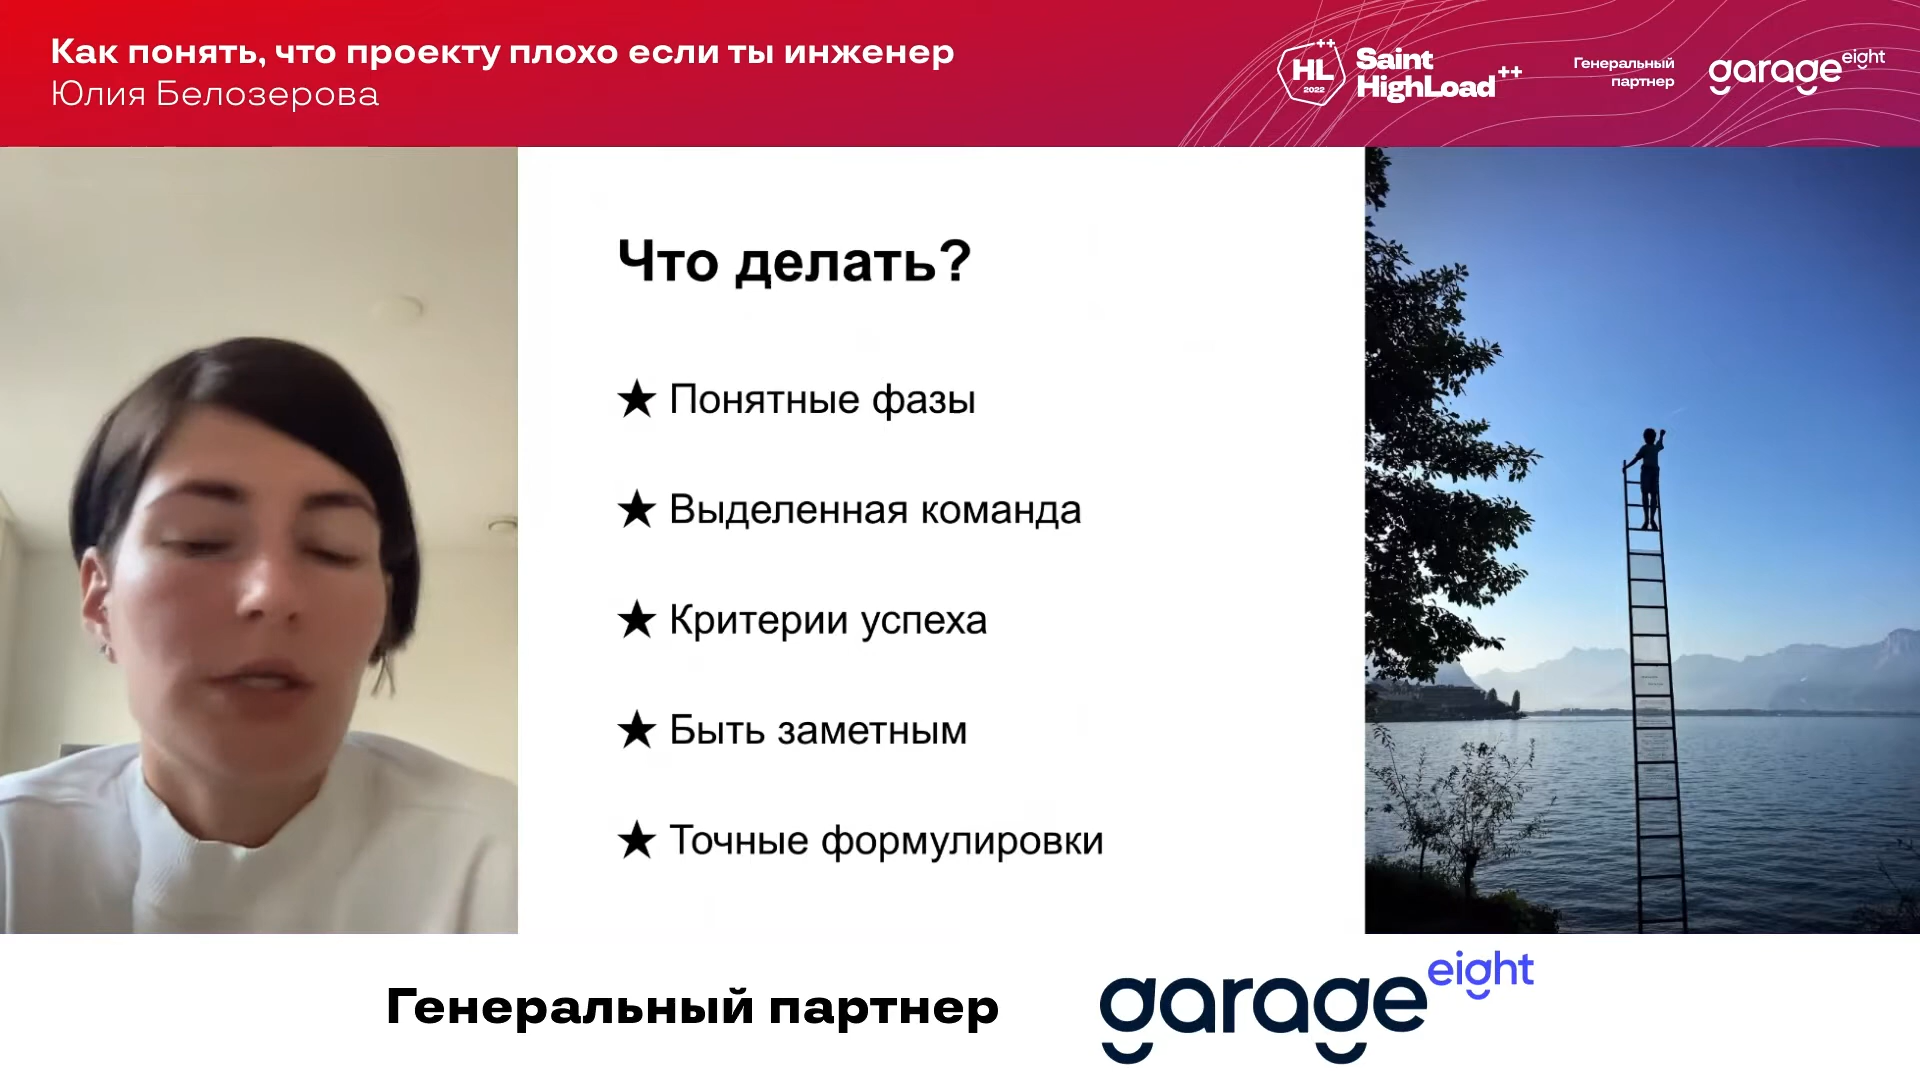 Как понять, что проекту плохо если ты инженер
Юлия Белозерова
HL++
2022
Saint
HighLoad++
Генеральный
партнер
garage eight
Что делать?
★ Понятные фазы
★ Выделенная команда
★ Критерии успеха
★ Быть заметным
★ Точные формулировки
Генеральный партнер
garage eight